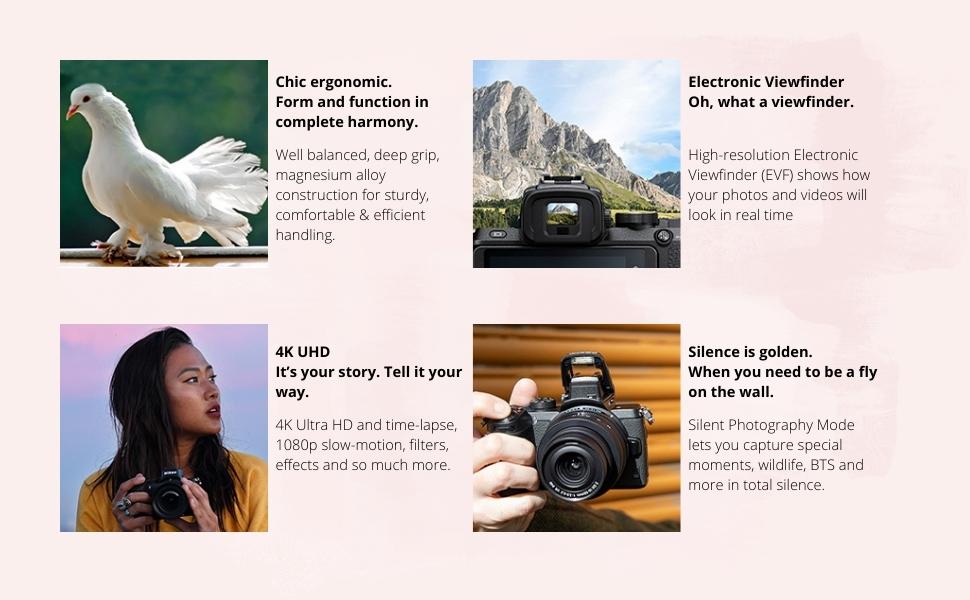 Chic ergonomic.
Form and function in
complete harmony.
Well balanced, deep grip,
magnesium alloy
construction for sturdy,
comfortable & efficient
handling.
Electronic Viewfinder
Oh, what a viewfinder.
High-resolution Electronic
Viewfinder (EVF) shows how
your photos and videos will
look in real time
4K UHD
It’s your story. Tell it your
way.
4K Ultra HD and time-lapse,
1080p slow-motion, filters,
effects and so much more.
Nikon
Silence is golden.
When you need to be a fly
on the wall.
Silent Photography Mode
lets you capture special
moments, wildlife, BTS and
more in total silence.